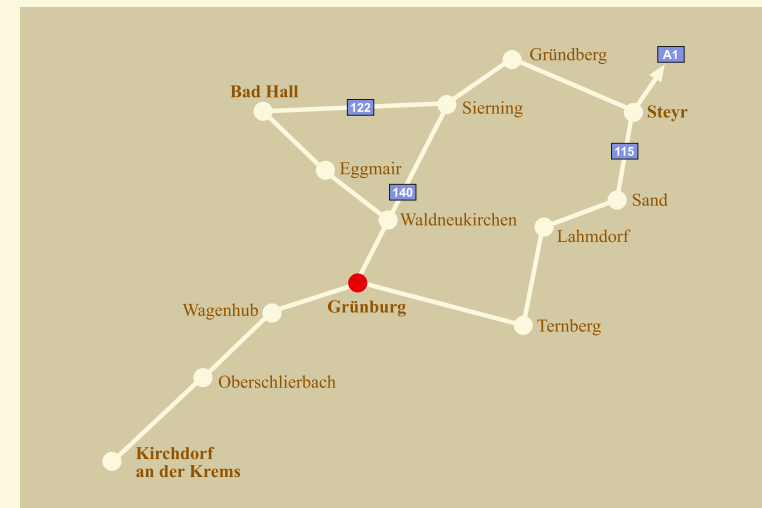 Gründberg
A1
Bad Hall
122
Sierning
Steyr
115
Eggmair
140
Sand
Waldneukirchen
Lahmdorf
Grünburg
Wagenhub
Ternberg
Oberschlierbach
Kirchdorf
an der Krems